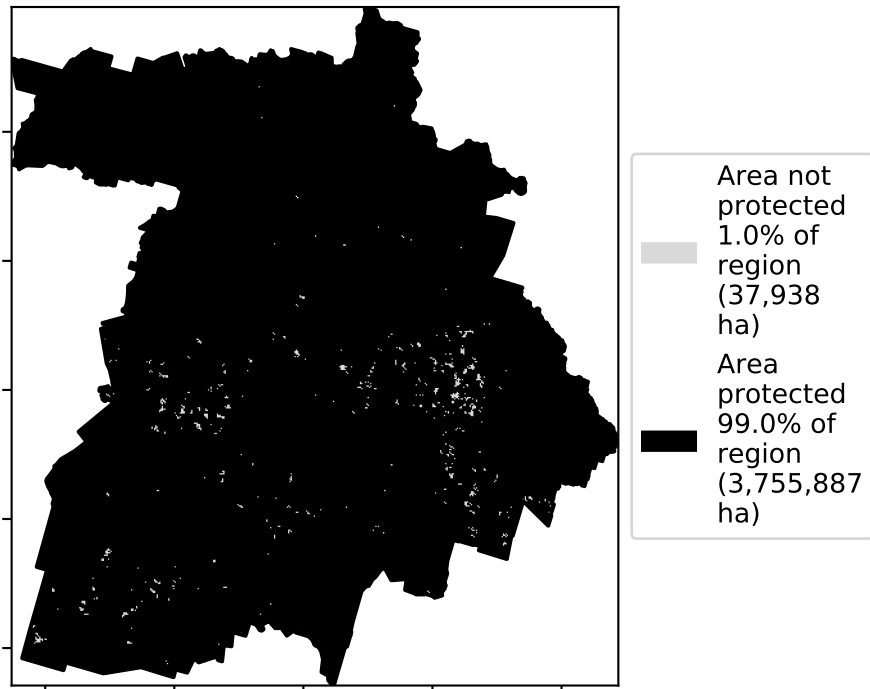 Area not
protected
1.0% of
region
(37,938
ha)
Area
protected
99.0% of
region
(3,755,887
ha)